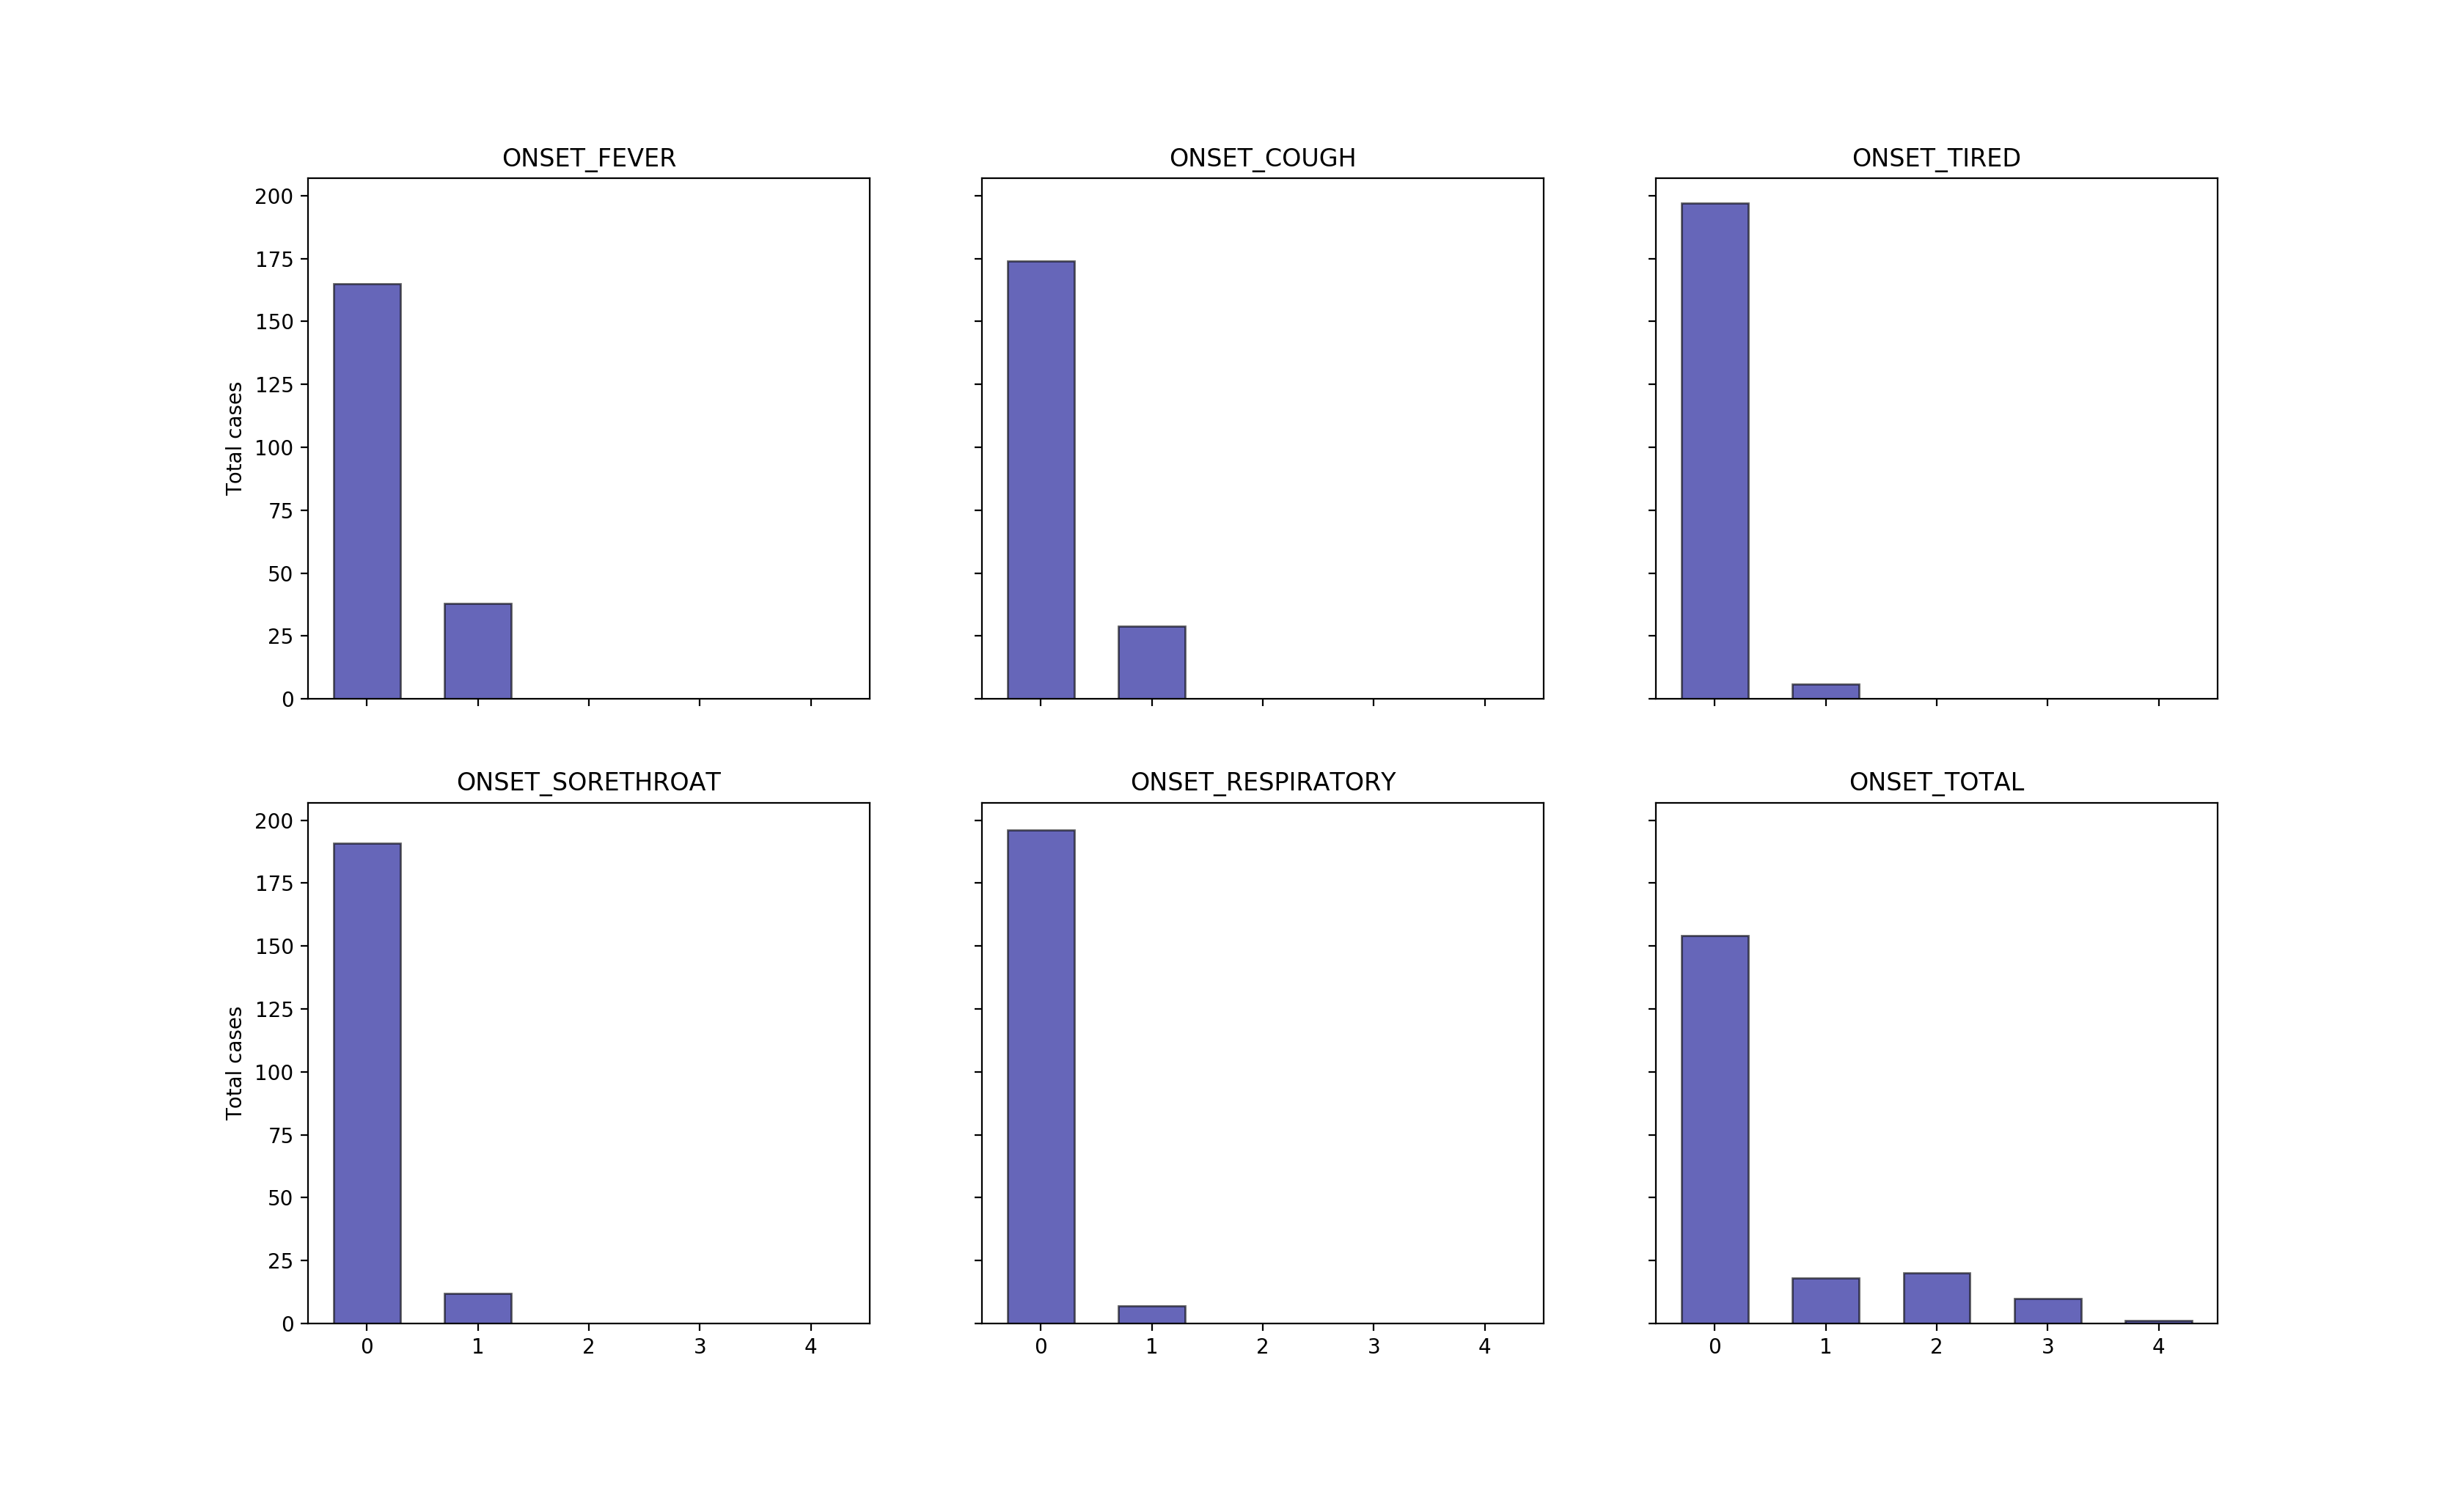 ONSET_FEVER
ONSET_COUGH
ONSET_TIRED
200
175
150
125
100
75
50
25
0
Total cases
ONSET_SORETHROAT
ONSET_RESPIRATORY
ONSET_TOTAL
200
175
150
125
100
75
50
25
0
Total cases
0 1 2 3 4
0 1 2 3 4
0 1 2 3 4